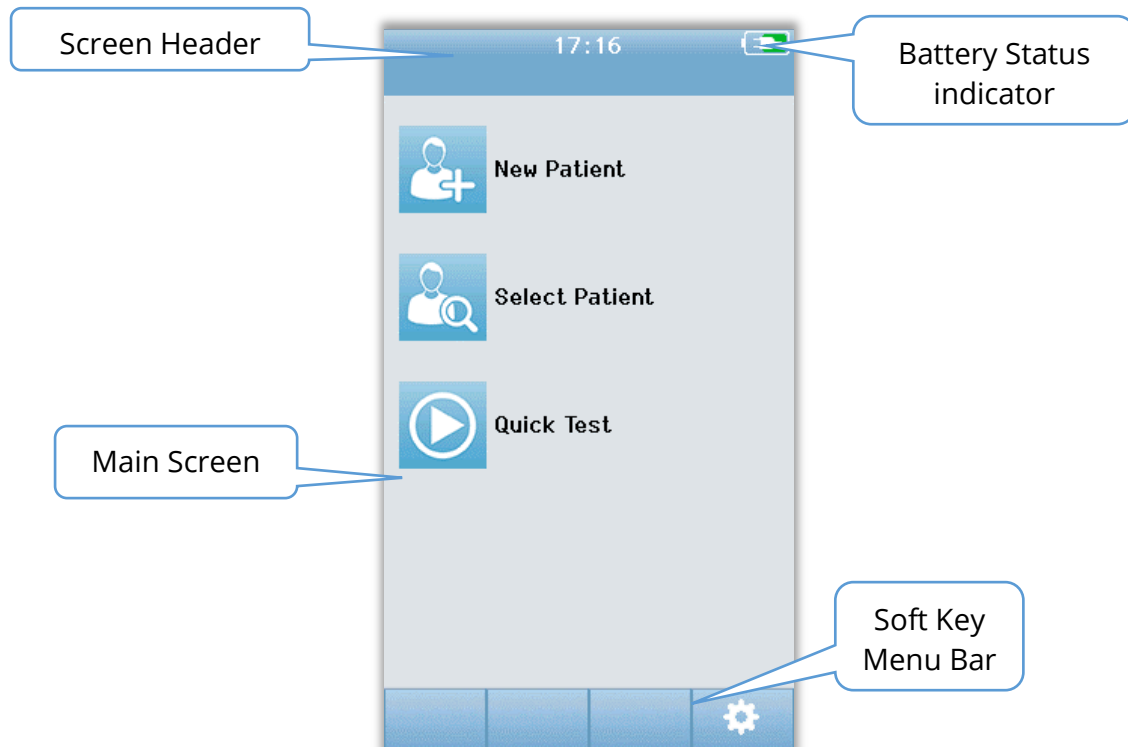 Screen Header
17:16
Battery Status
indicator
New Patient
Select Patient
Quick Test
Main Screen
Soft Key
Menu Bar